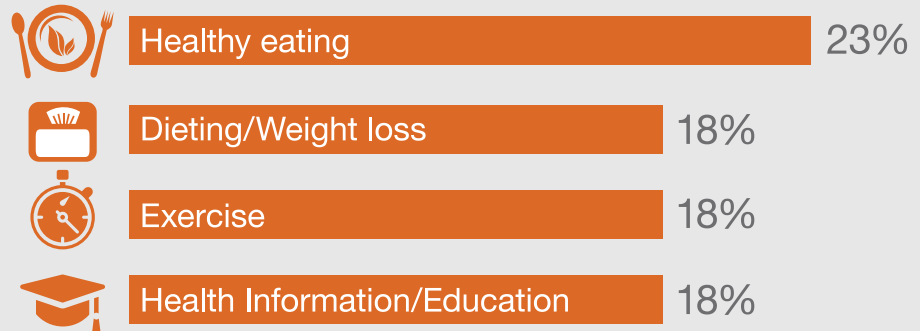 Healthy eating 23%
Dieting/Weight loss 18%
Exercise 18%
Health Information/Education 18%